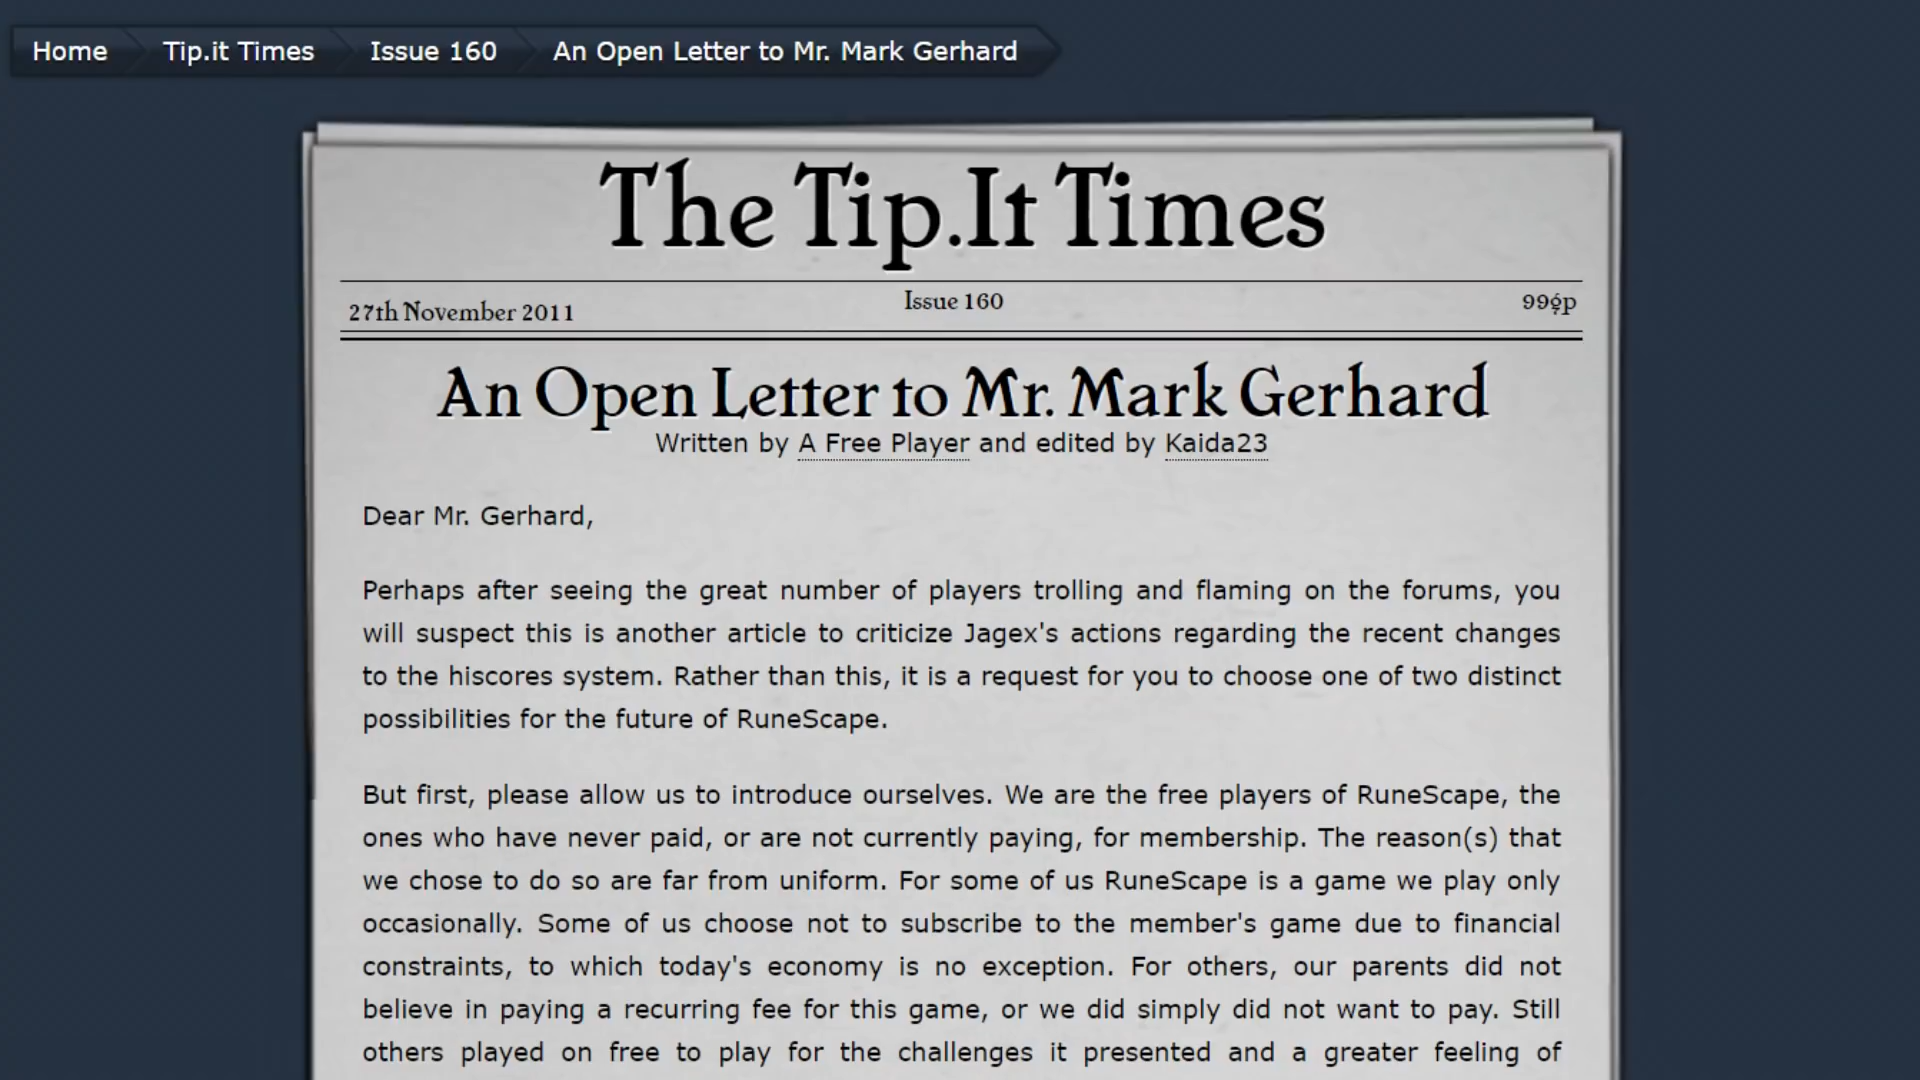 Home Tip.it Times Issue 160 An Open Letter to Mr. Mark Gerhard
The Tip.It Times
27th November 2011 Issue 160 99gp
An Open Letter to Mr. Mark Gerhard
Written by A Free Player and edited by Kaida23
Dear Mr. Gerhard,
Perhaps after seeing the great number of players trolling and flaming on the forums, you
will suspect this is another article to criticize Jagex's actions regarding the recent changes
to the hiscores system. Rather than this, it is a request for you to choose one of two distinct
possibilities for the future of RuneScape.
But first, please allow us to introduce ourselves. We are the free players of RuneScape, the
ones who have never paid, or are not currently paying, for membership. The reason(s) that
we chose to do so are far from uniform. For some of us RuneScape is a game we play only
occasionally. Some of us choose not to subscribe to the member's game due to financial
constraints, to which today's economy is no exception. For others, our parents did not
believe in paying a recurring fee for this game, or we did simply did not want to pay. Still
others played on free to play for the challenges it presented and a greater feeling of